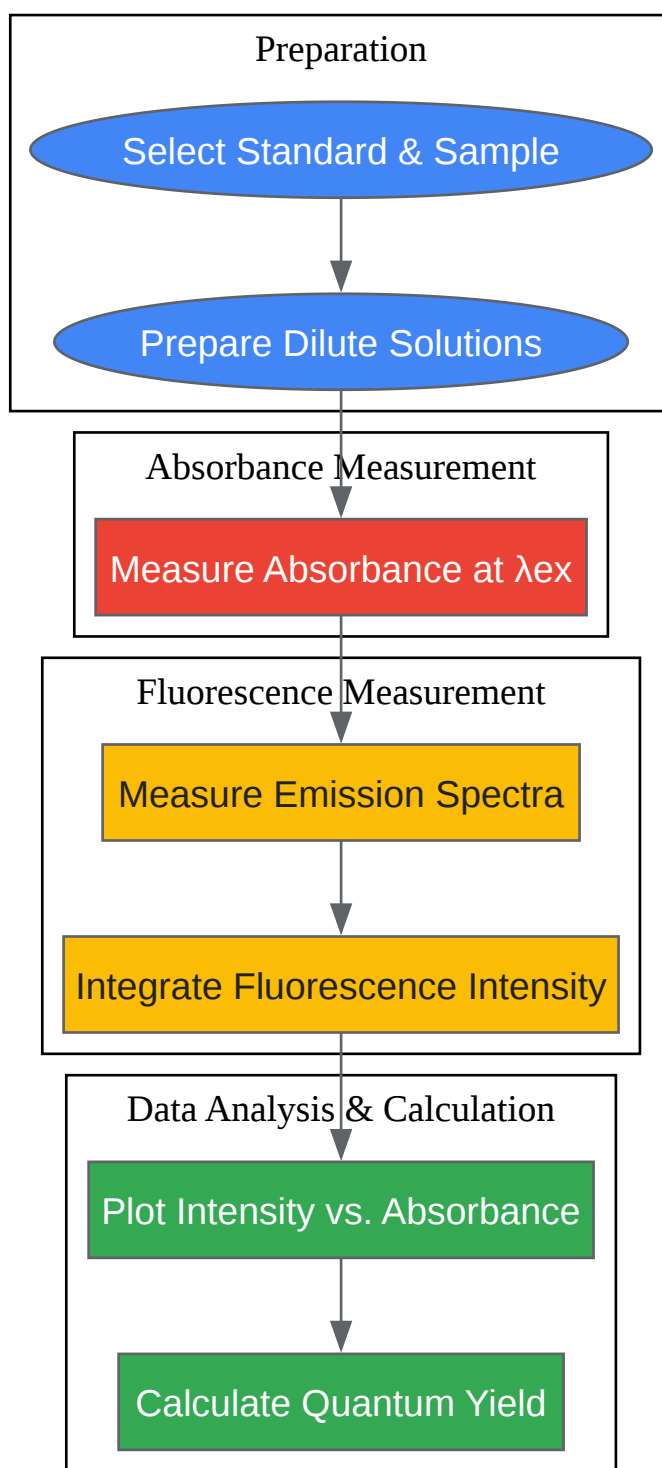 Preparation
Select Standard & Sample
Prepare Dilute Solutions
Absorbance Measurement
Measure Absorbance at λex
Fluorescence Measurement
Measure Emission Spectra
Integrate Fluorescence Intensity
Data Analysis & Calculation
Plot Intensity vs. Absorbance
Calculate Quantum Yield